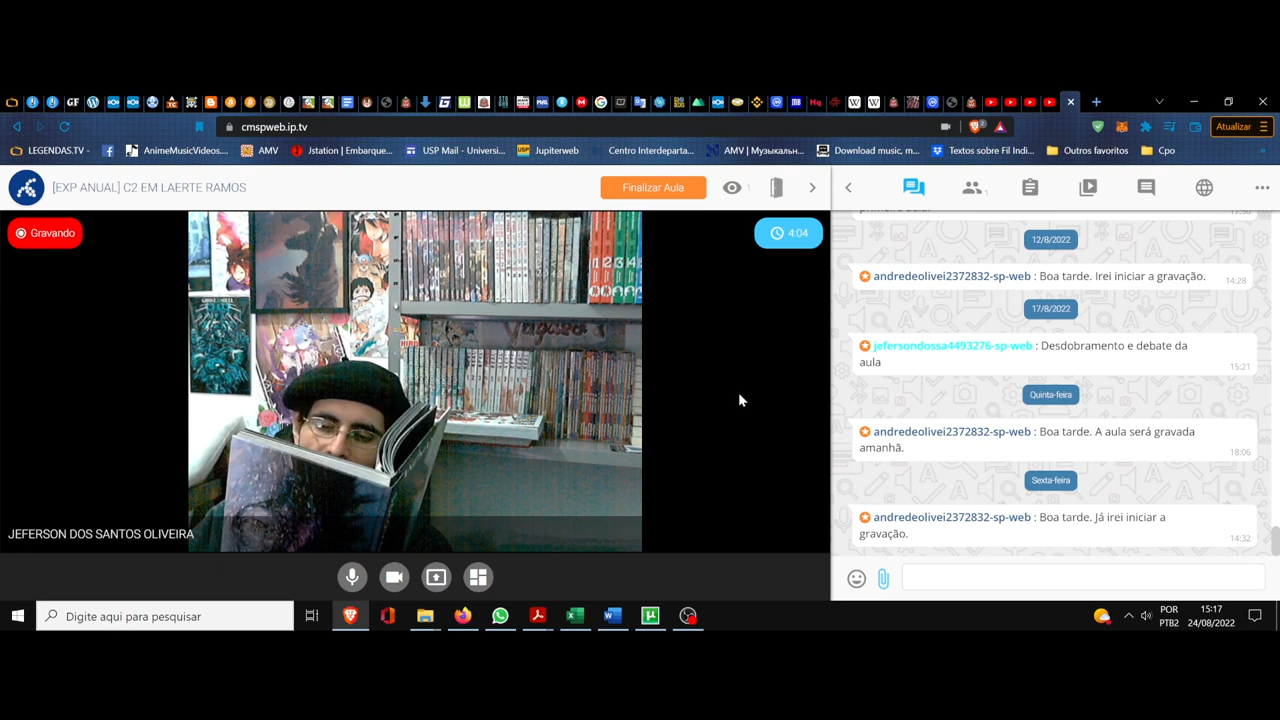 cmspweb.ip.tv
Atualizar
LEGENDAS.TV -
AnimeMusicVideos...
AMV
Jstation | Embarque...
USP Mail - Universi...
Jupiterweb
Centro Interdeparta...
AMV | Музыкальн...
Download music, m...
Textos sobre Fil Indi...
Outros favoritos
Cpo
[EXP ANUAL] C2 EM LAERTE RAMOS
Finalizar Aula
1
1
Gravando
4:04
12/8/2022
andredeolivei2372832-sp-web : Boa tarde. Irei iniciar a gravação.
14:28
17/8/2022
jefersondossa4493276-sp-web : Desdobramento e debate da
aula
15:21
Quinta-feira
andredeolivei2372832-sp-web : Boa tarde. A aula será gravada
amanhã.
18:06
Sexta-feira
andredeolivei2372832-sp-web : Boa tarde. Já irei iniciar a
gravação.
14:32
JEFERSON DOS SANTOS OLIVEIRA
Digite aqui para pesquisar
POR
PTB2
15:17
24/08/2022